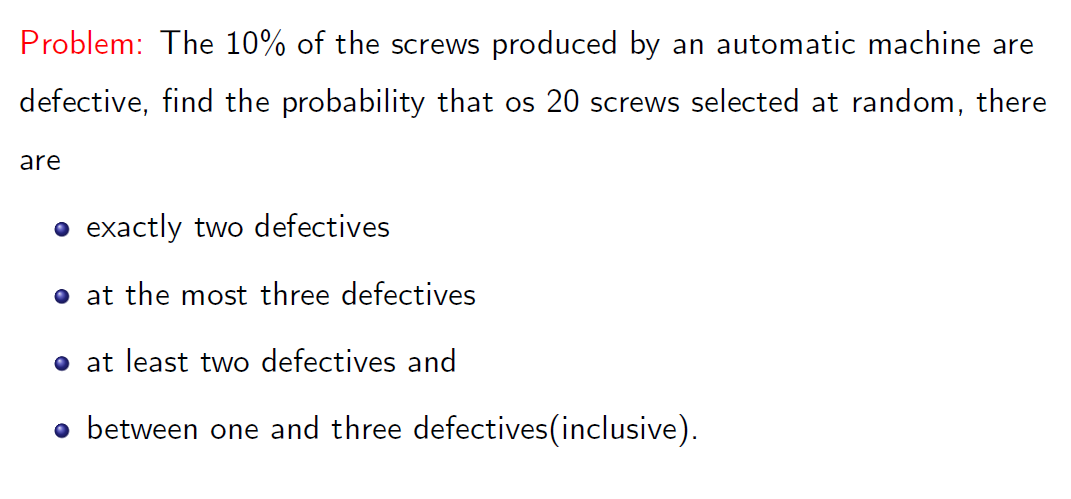 Problem: The 10% of the screws produced by an automatic machine are
defective, find the probability that os 20 screws selected at random, there
are
exactly two defectives
at the most three defectives
at least two defectives and
between one and three defectives(inclusive).